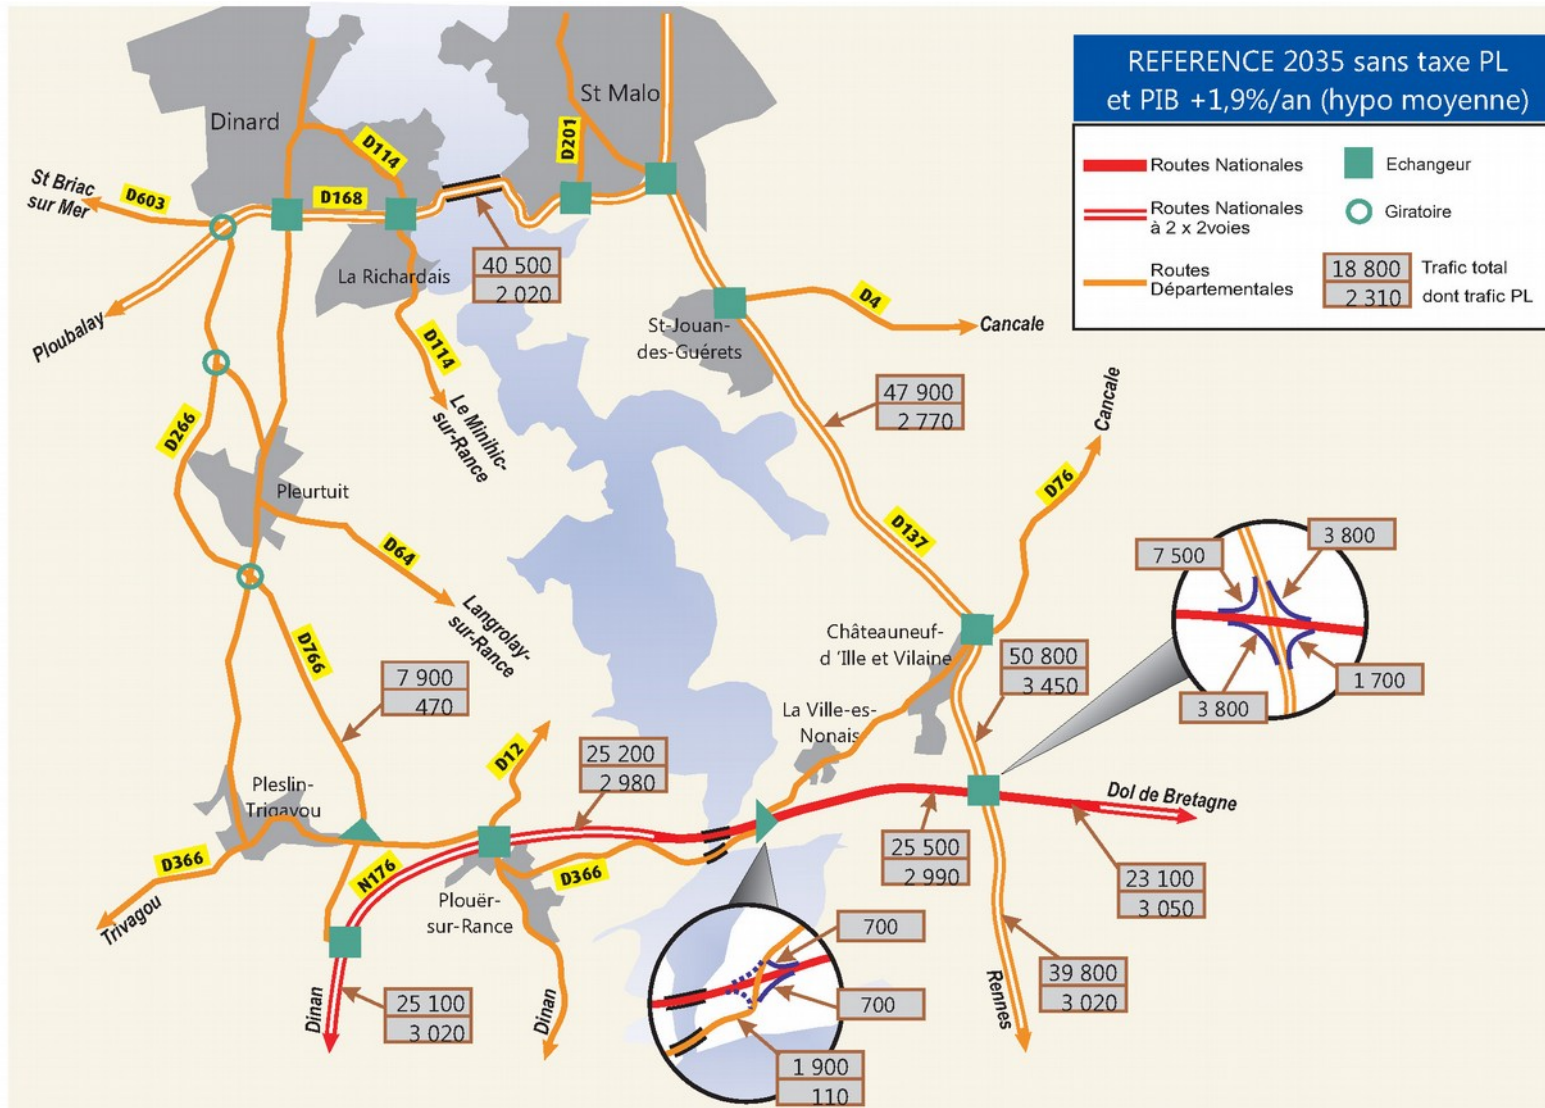 REFERENCE 2035 sans taxe PL
et PIB +1,9%/an (hypo moyenne)
Routes Nationales
Echangeur
Routes Nationales
à 2 x 2voies
Giratoire
Routes
Départementales
18 800
2 310
Trafic total
dont trafic PL
St Malo
Dinard
D201
D114
St Briac
sur Mer
D603
D168
La Richardais
40 500
2 020
Ploubalay
D4
Cancale
St-Jouan-
des-Guérets
D114
Le Minihic-
sur-Rance
47 900
2 770
Cancale
D266
D76
Pleurtuit
D137
D64
Langrolay-
sur-Rance
7 500
3 800
3 800
1 700
D766
Châteauneuf-
d 'Ille et Vilaine
50 800
3 450
7 900
470
La Ville-es-
Nonais
D12
25 200
2 980
Pleslin-
Trigavou
Dol de Bretagne
D366
Trivagou
N176
D366
25 500
2 990
23 100
3 050
Plouër-
sur-Rance
700
700
39 800
3 020
Rennes
Dinan
25 100
3 020
Dinan
1 900
110